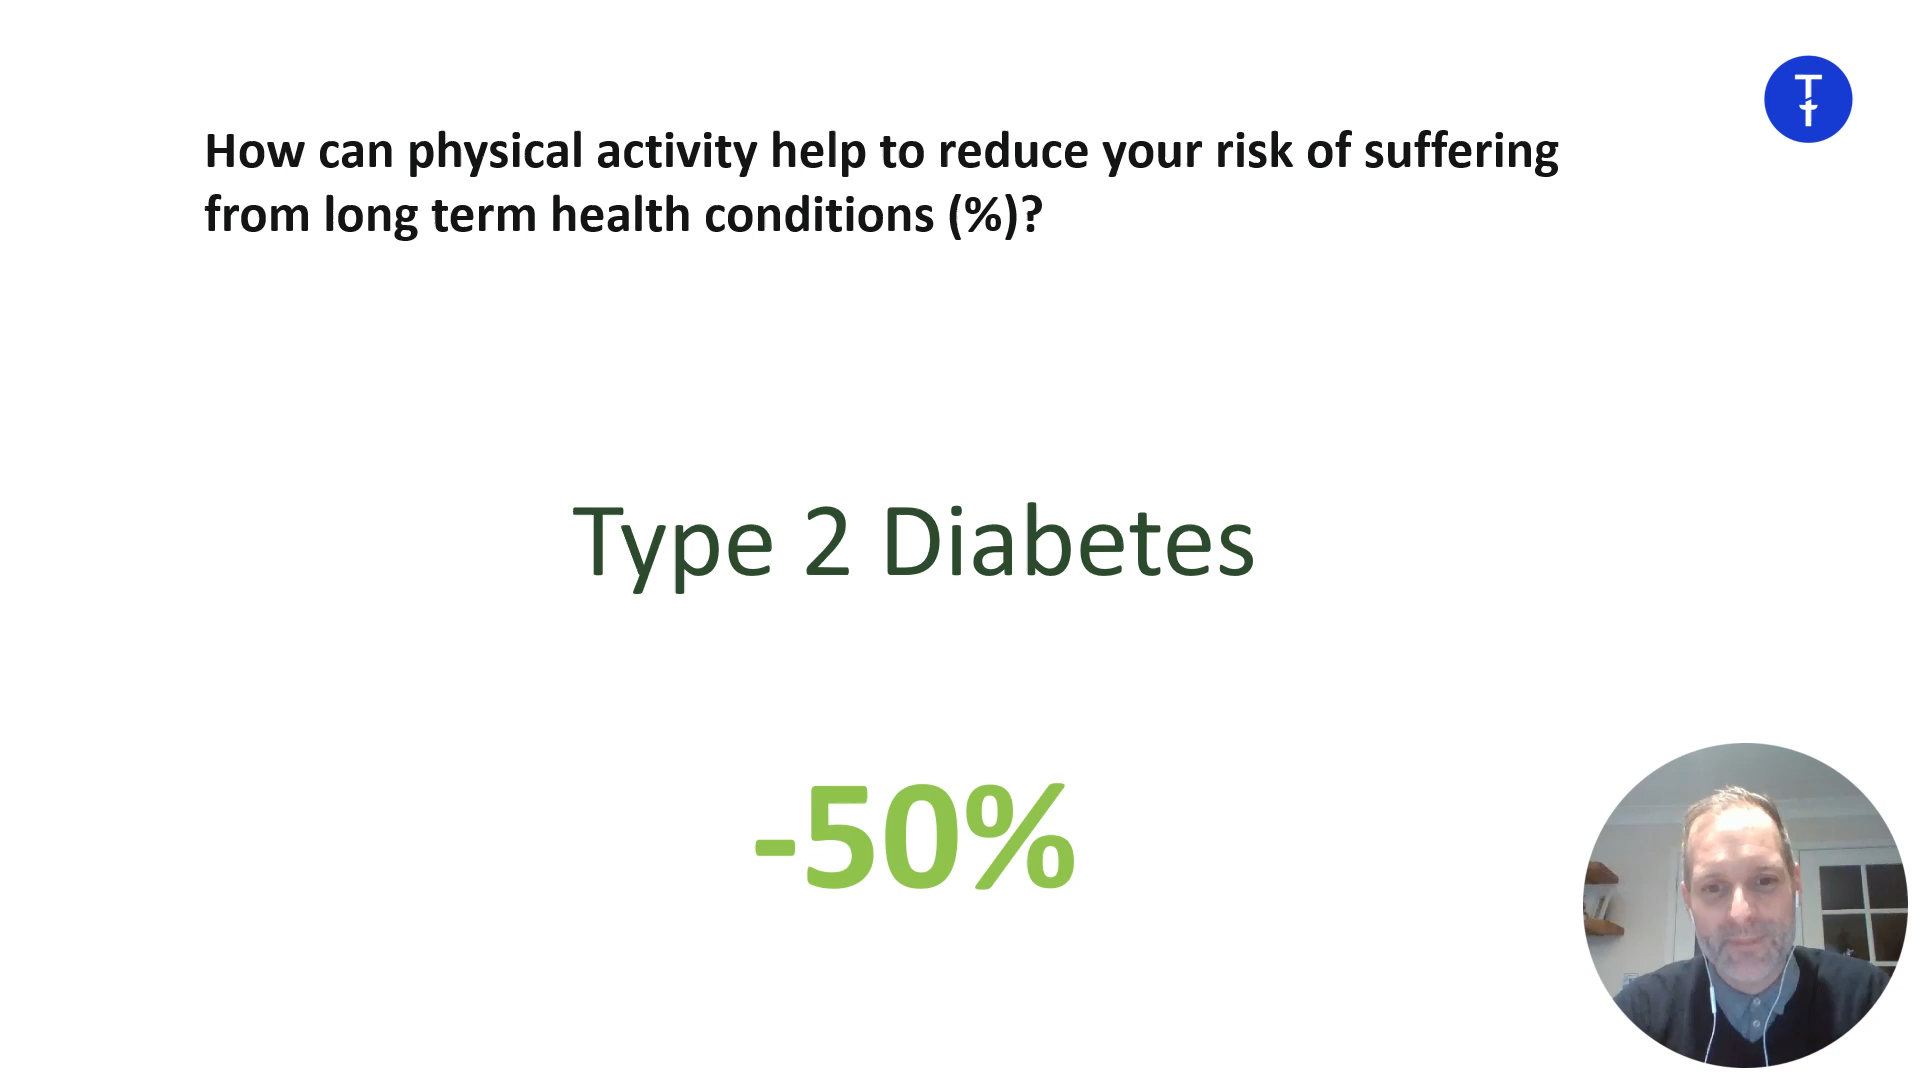 How can physical activity help to reduce your risk of suffering
from long term health conditions (%)?
Type 2 Diabetes
-50%